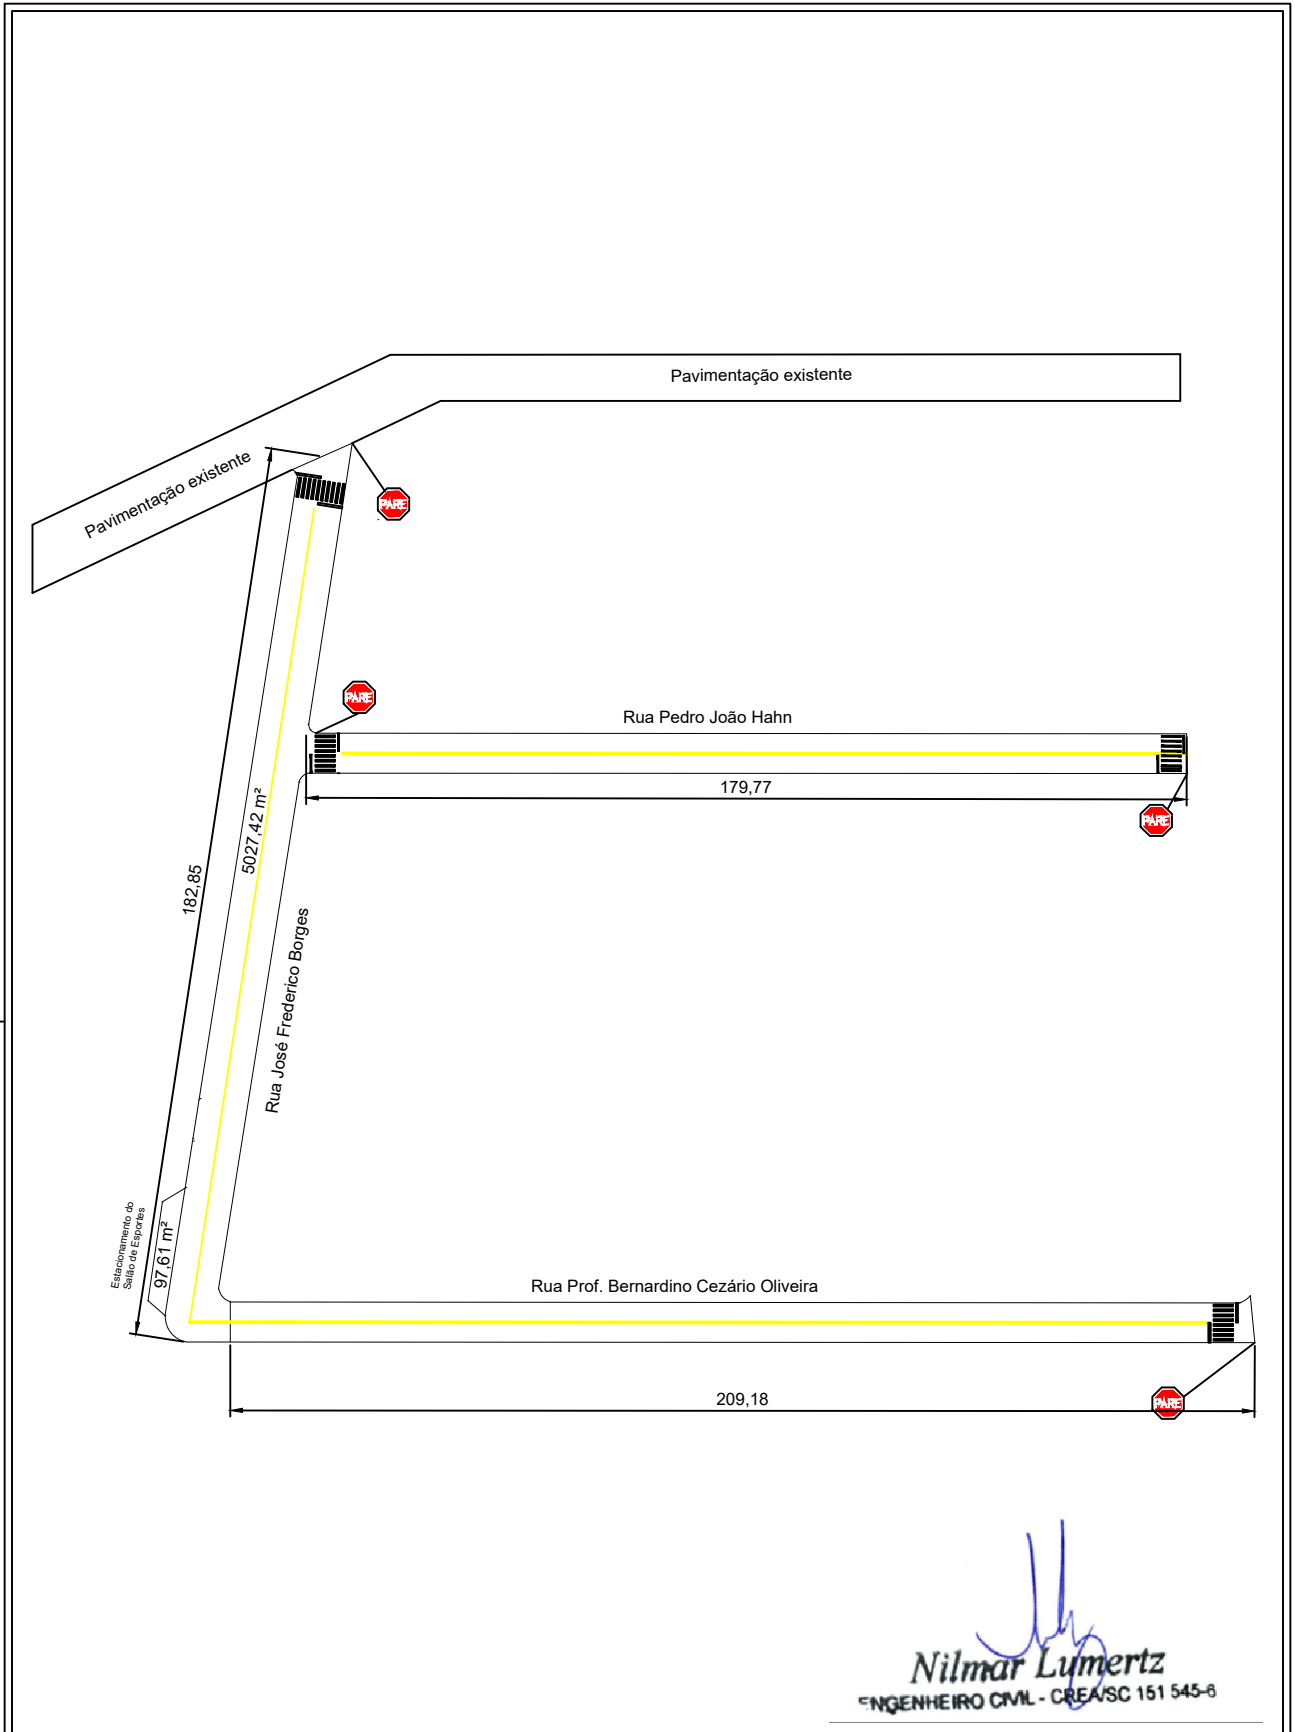 Pavimentação existente
Pavimentação existente
PARE
PARE
Rua Pedro João Hahn
179,77
PARE
5027,42 m²
182,85
Rua José Frederico Borges
Estacionamento do
Salão de Esportes
97,61 m²
Rua Prof. Bernardino Cezário Oliveira
209,18
PARE
Nilmar Lumertz
ENGENHEIRO CIVIL - CREA/SC 151 545-6